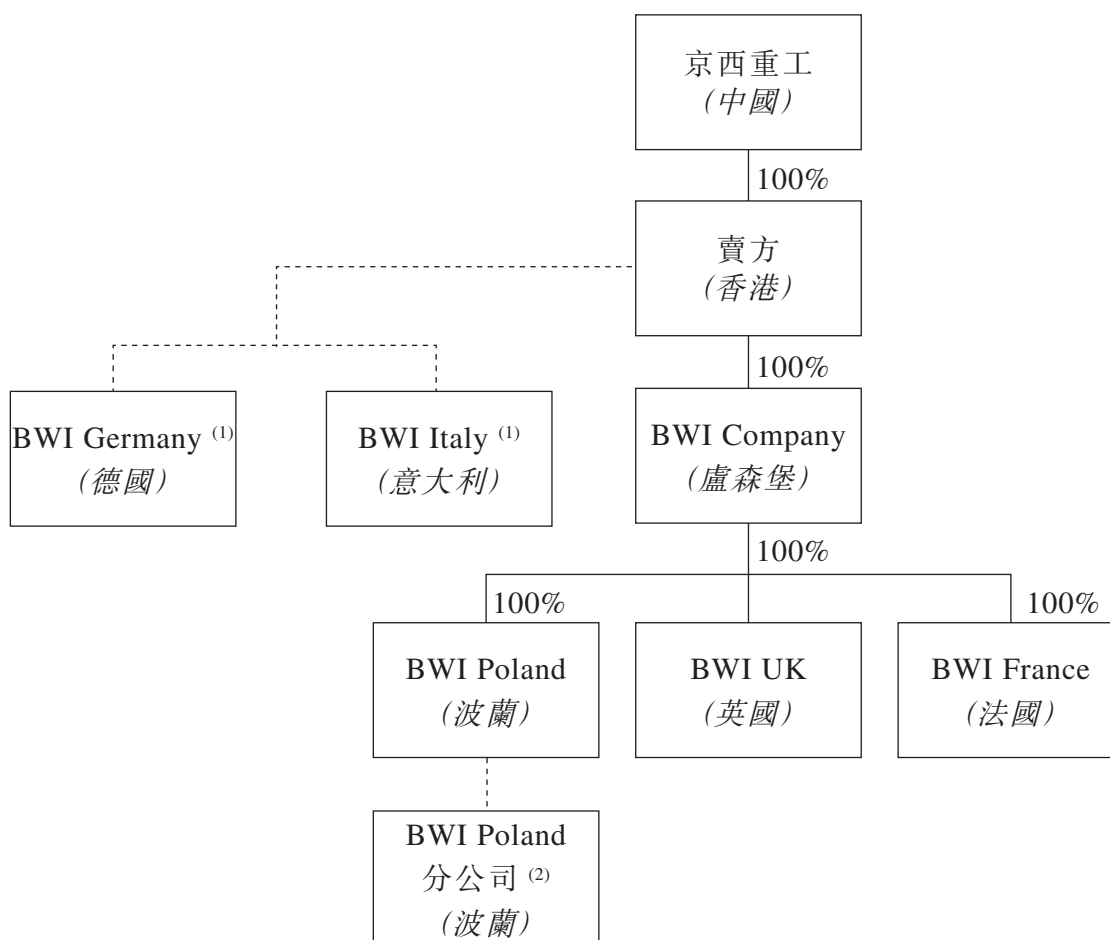 京西重工
(中國)
100%
賣方
(香港)
100%
BWI Germany (1)
(德國)
BWI Italy (1)
(意大利)
BWI Company
(盧森堡)
100%
100%
100%
BWI Poland
(波蘭)
BWI UK
(英國)
BWI France
(法國)
BWI Poland
分公司 (2)
(波蘭)